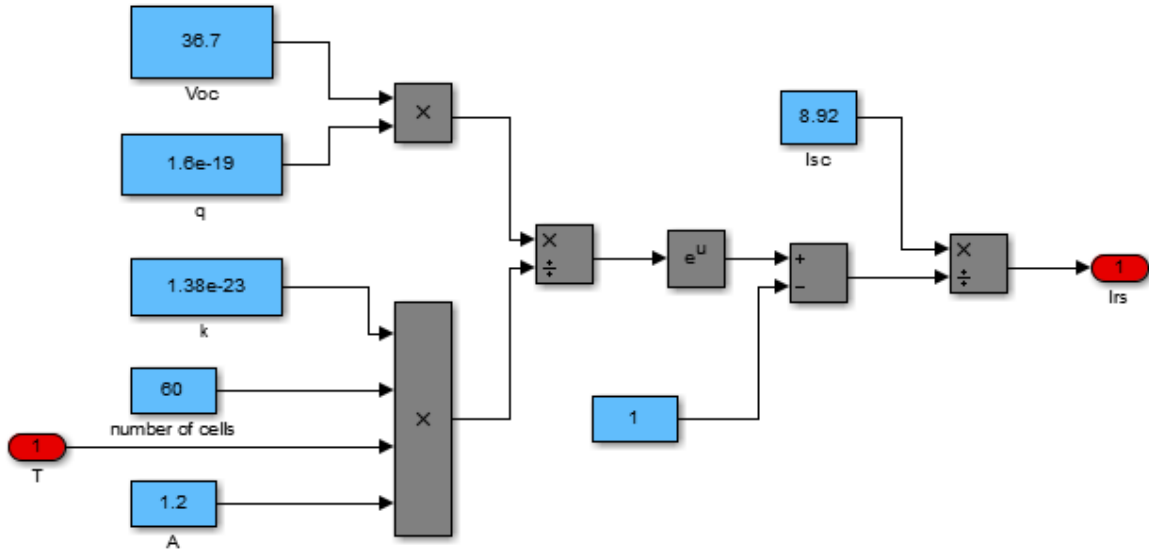 36.7
Voc
×
1.6e-19
q
8.92
Isc
×
÷
e^u
+
−
×
÷
1
Irs
1.38e-23
k
60
number of cells
×
1
1
T
1.2
A